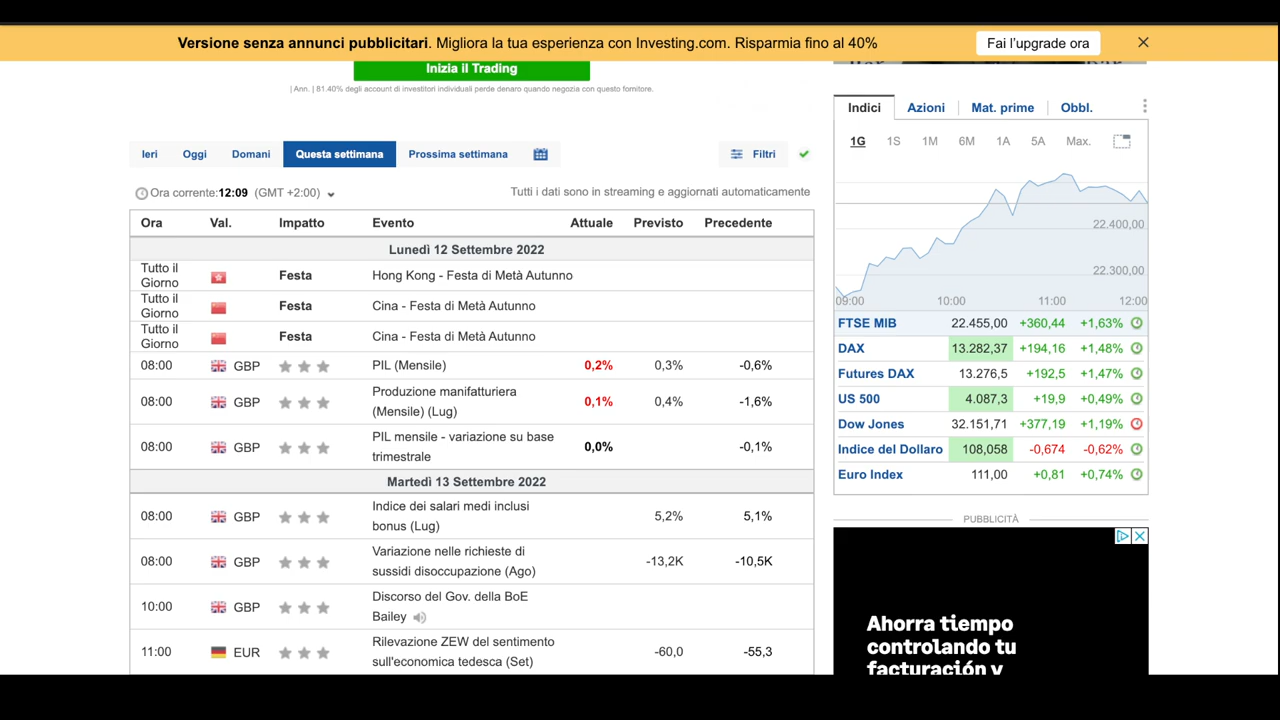 Versione senza annunci pubblicitari. Migliora la tua esperienza con Investing.com. Risparmia fino al 40% Fai l'upgrade ora
Inizia il Trading
| Ann. | 81.40% degli account di investitori individuali perde denaro quando negozia con questo fornitore.
Ieri Oggi Domani Questa settimana Prossima settimana Filtri
Ora corrente:12:09 (GMT +2:00) Tutti i dati sono in streaming e aggiornati automaticamente
Ora Val. Impatto Evento Attuale Previsto Precedente
Lunedì 12 Settembre 2022
Tutto il
Giorno Festa Hong Kong - Festa di Metà Autunno
Tutto il
Giorno Festa Cina - Festa di Metà Autunno
Tutto il
Giorno Festa Cina - Festa di Metà Autunno
08:00 GBP PIL (Mensile) 0,2% 0,3% -0,6%
08:00 GBP Produzione manifatturiera
(Mensile) (Lug) 0,1% 0,4% -1,6%
08:00 GBP PIL mensile - variazione su base
trimestrale 0,0% -0,1%
Martedì 13 Settembre 2022
08:00 GBP Indice dei salari medi inclusi
bonus (Lug) 5,2% 5,1%
08:00 GBP Variazione nelle richieste di
sussidi disoccupazione (Ago) -13,2K -10,5K
10:00 GBP Discorso del Gov. della BoE
Bailey
11:00 EUR Rilevazione ZEW del sentimento
sull'economica tedesca (Set) -60,0 -55,3
Indici Azioni Mat. prime Obbl.
1G 1S 1M 6M 1A 5A Max.
22.400,00
22.300,00
09:00 10:00 11:00 12:00
FTSE MIB 22.455,00 +360,44 +1,63%
DAX 13.282,37 +194,16 +1,48%
Futures DAX 13.276,5 +192,5 +1,47%
US 500 4.087,3 +19,9 +0,49%
Dow Jones 32.151,71 +377,19 +1,19%
Indice del Dollaro 108,058 -0,674 -0,62%
Euro Index 111,00 +0,81 +0,74%
PUBBLICITÀ
Ahorra tiempo
controlando tu
facturación y